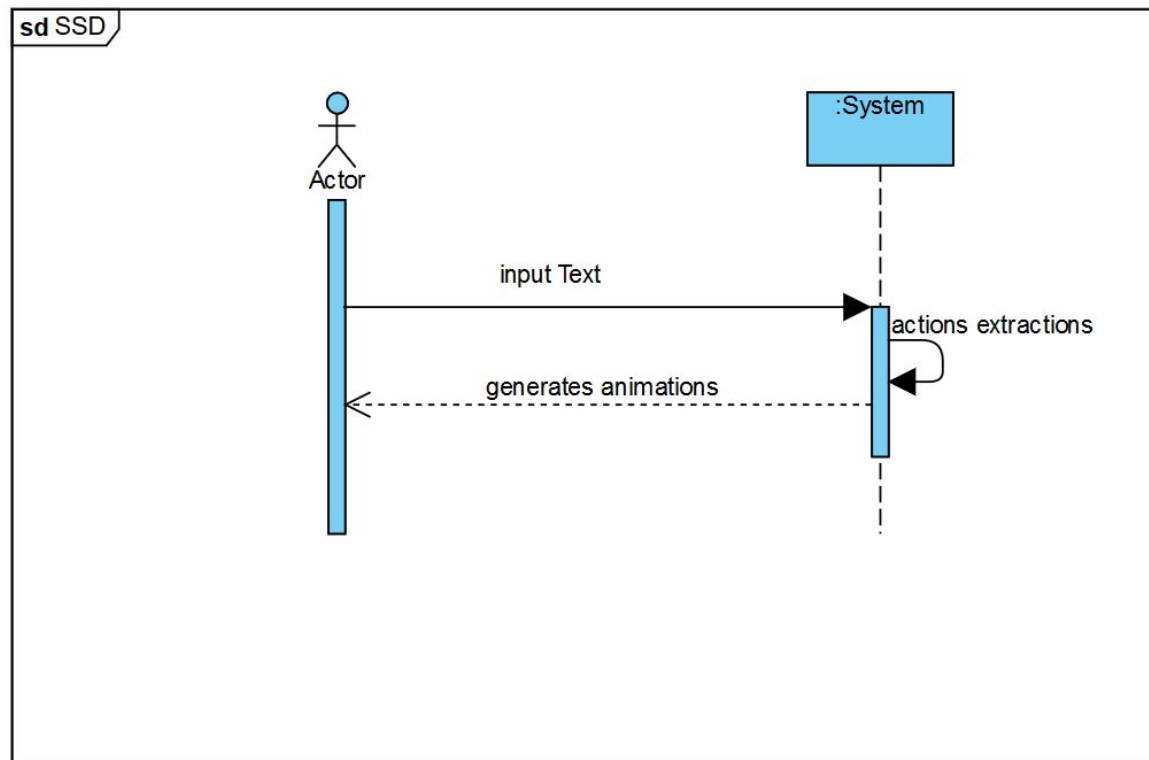 sd SSD
:System
Actor
input Text
actions extractions
generates animations